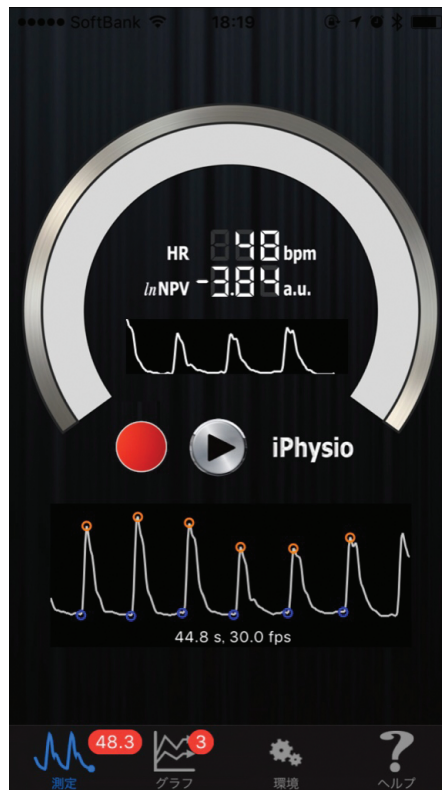 SoftBank 18:19
HR 48 bpm
lnNPV -3.84 a.u.
iPhysio
44.8 s, 30.0 fps
48.3 3
測定 グラフ 環境 ヘルプ